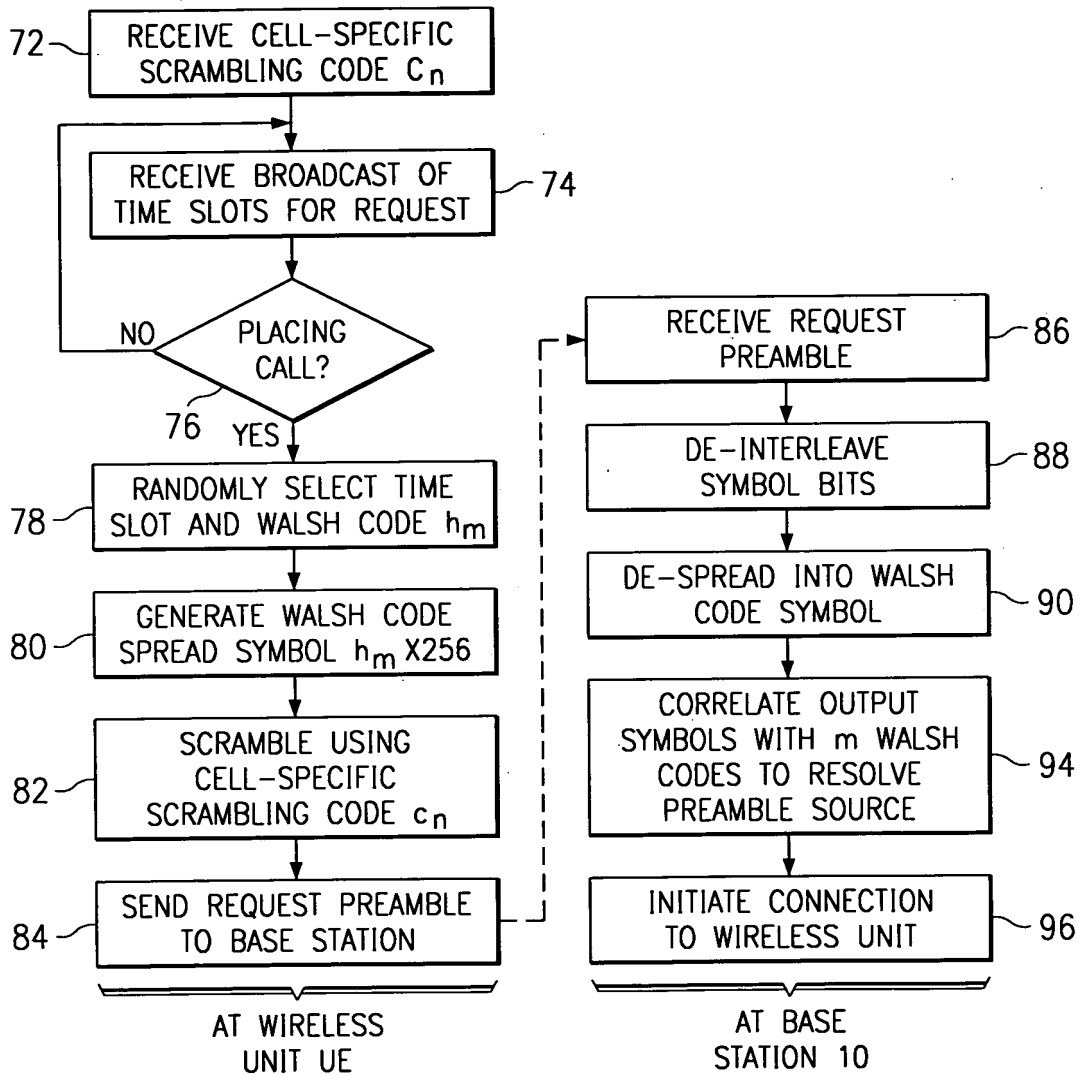 72
RECEIVE CELL-SPECIFIC
SCRAMBLING CODE Cn
RECEIVE BROADCAST OF
TIME SLOTS FOR REQUEST
74
NO
PLACING
CALL?
76
YES
78
RANDOMLY SELECT TIME
SLOT AND WALSH CODE hm
80
GENERATE WALSH CODE
SPREAD SYMBOL hm X256
82
SCRAMBLE USING
CELL-SPECIFIC
SCRAMBLING CODE cn
84
SEND REQUEST PREAMBLE
TO BASE STATION
AT WIRELESS
UNIT UE
RECEIVE REQUEST
PREAMBLE
86
DE-INTERLEAVE
SYMBOL BITS
88
DE-SPREAD INTO WALSH
CODE SYMBOL
90
CORRELATE OUTPUT
SYMBOLS WITH m WALSH
CODES TO RESOLVE
PREAMBLE SOURCE
94
INITIATE CONNECTION
TO WIRELESS UNIT
96
AT BASE
STATION 10